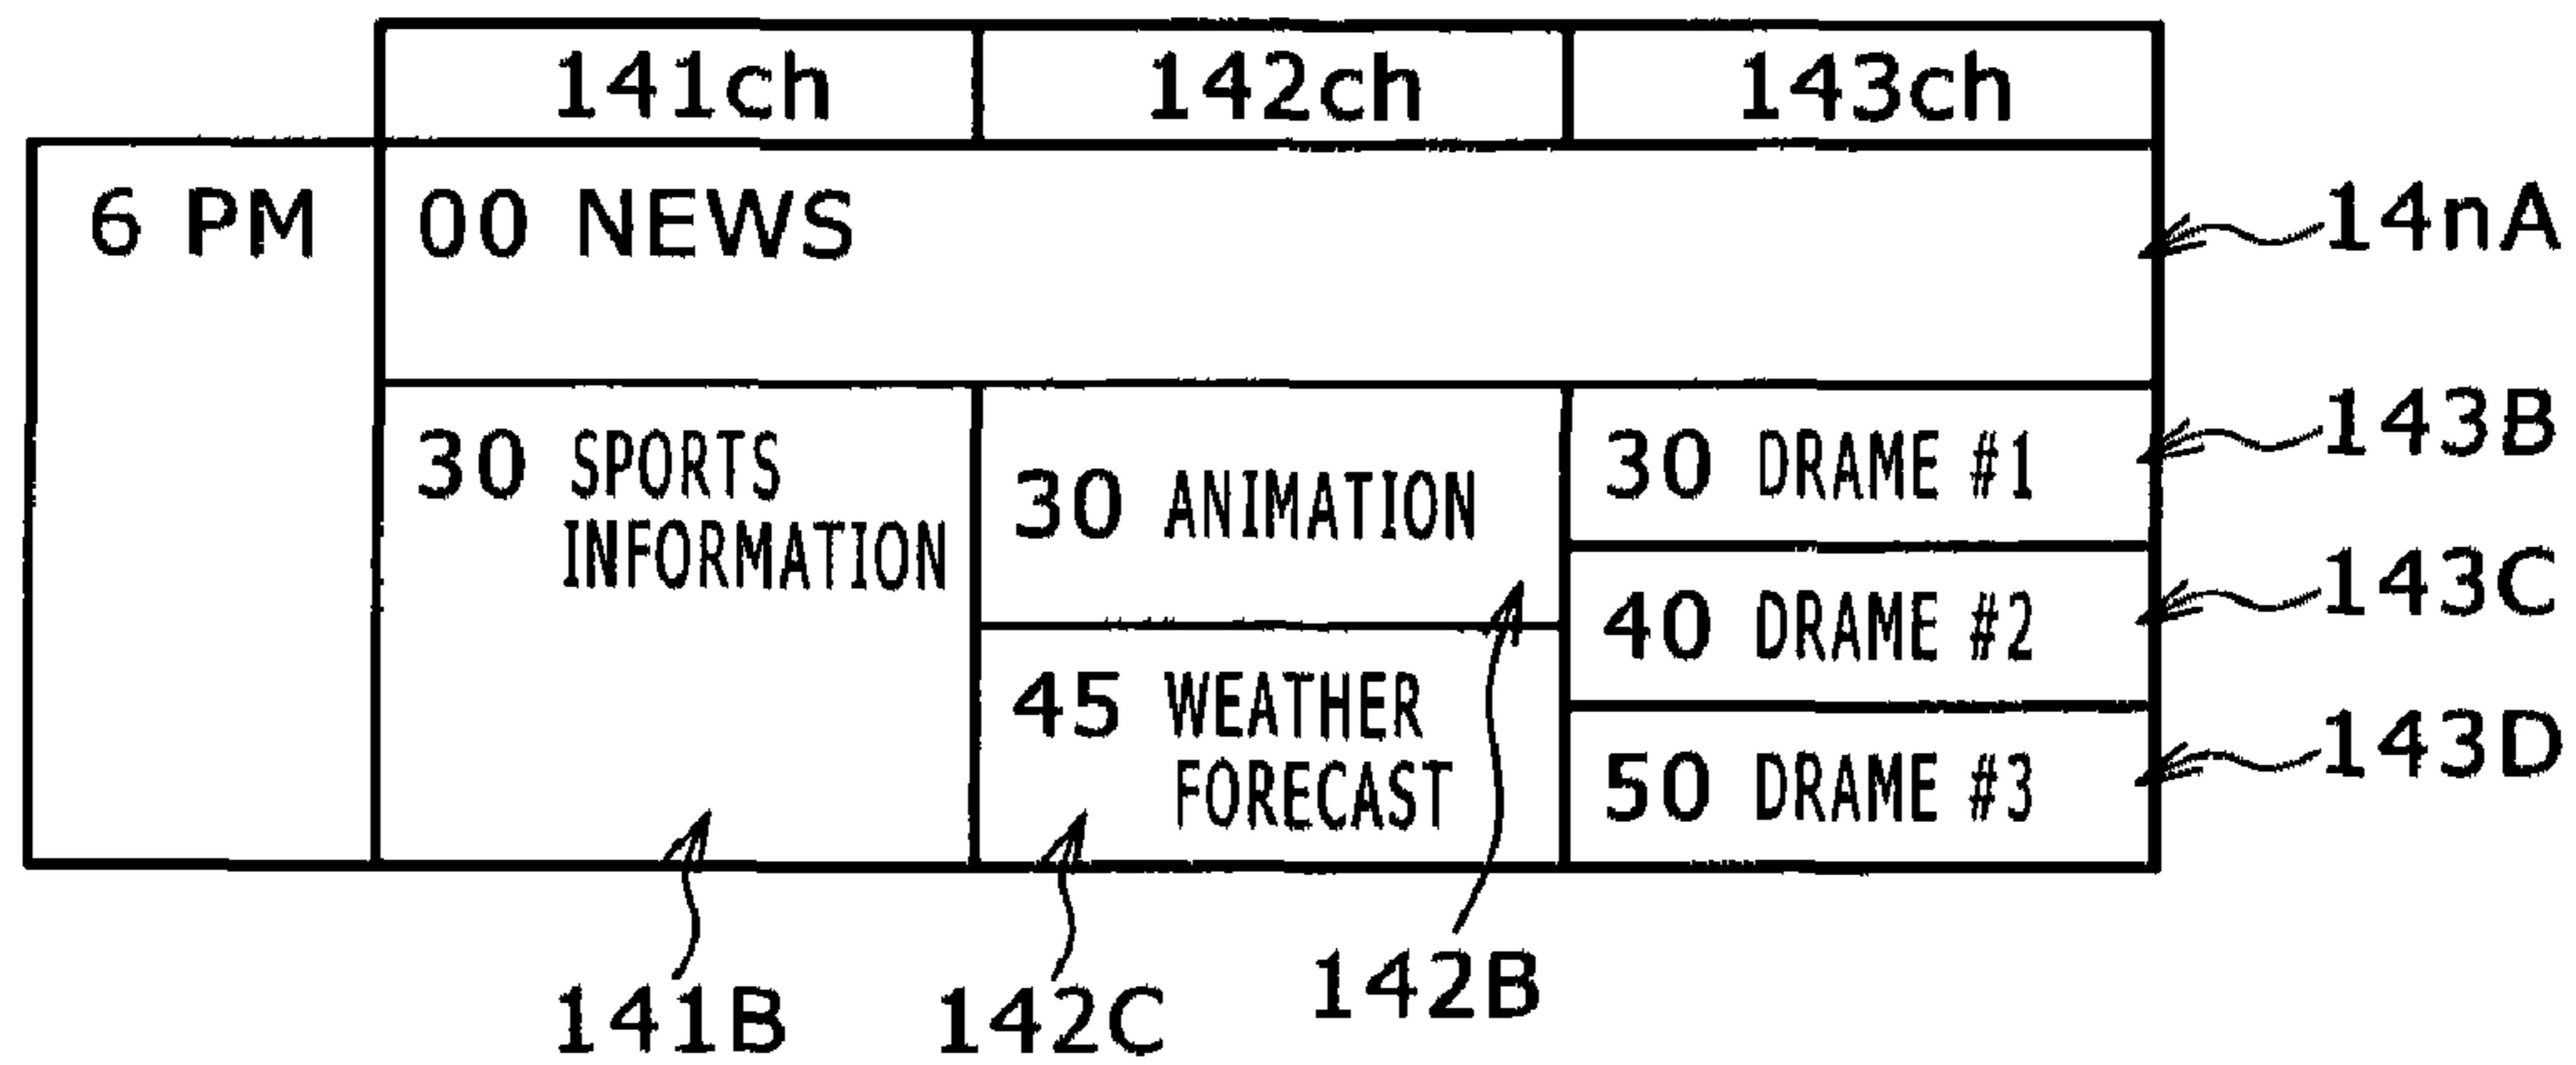 141ch 142ch 143ch
6 PM 00 NEWS 14nA
30 SPORTS INFORMATION
30 ANIMATION
30 DRAME #1 143B
40 DRAME #2 143C
45 WEATHER FORECAST
50 DRAME #3 143D
141B 142C 142B